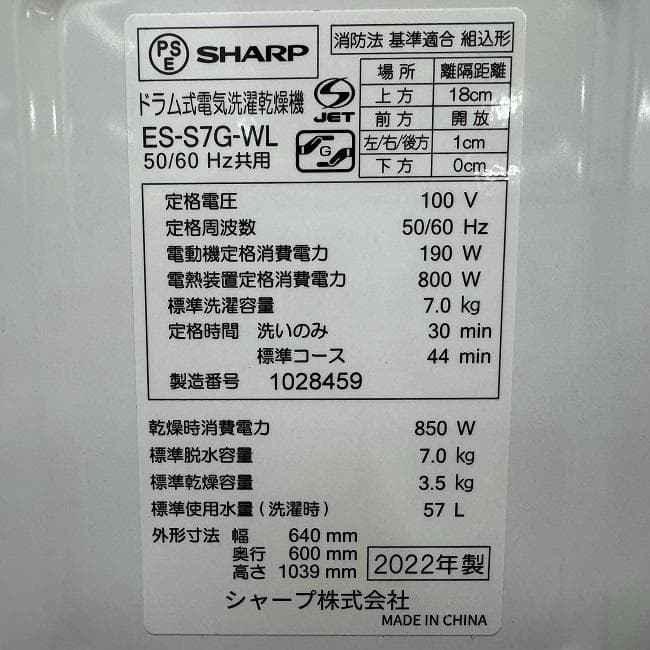 PSE SHARP
消防法 基準適合 組込形
場所 離隔距離
上方 18cm
前方 開放
左/右/後方 1cm
下方 0cm
ドラム式電気洗濯乾燥機
S-JET
ES-S7G-WL
50/60 Hz共用
G
定格電圧 100 V
定格周波数 50/60 Hz
電動機定格消費電力 190 W
電熱装置定格消費電力 800 W
標準洗濯容量 7.0 kg
定格時間 洗いのみ 30 min
標準コース 44 min
製造番号 1028459
乾燥時消費電力 850 W
標準脱水容量 7.0 kg
標準乾燥容量 3.5 kg
標準使用水量(洗濯時) 57 L
外形寸法 幅 640 mm
奥行 600 mm
高さ 1039 mm
2022年製
シャープ株式会社
MADE IN CHINA